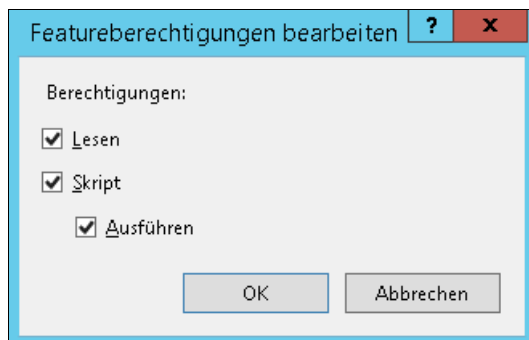 Featureberechtigungen bearbeiten ? x
Berechtigungen:
Lesen
Skript
Ausführen
OK Abbrechen